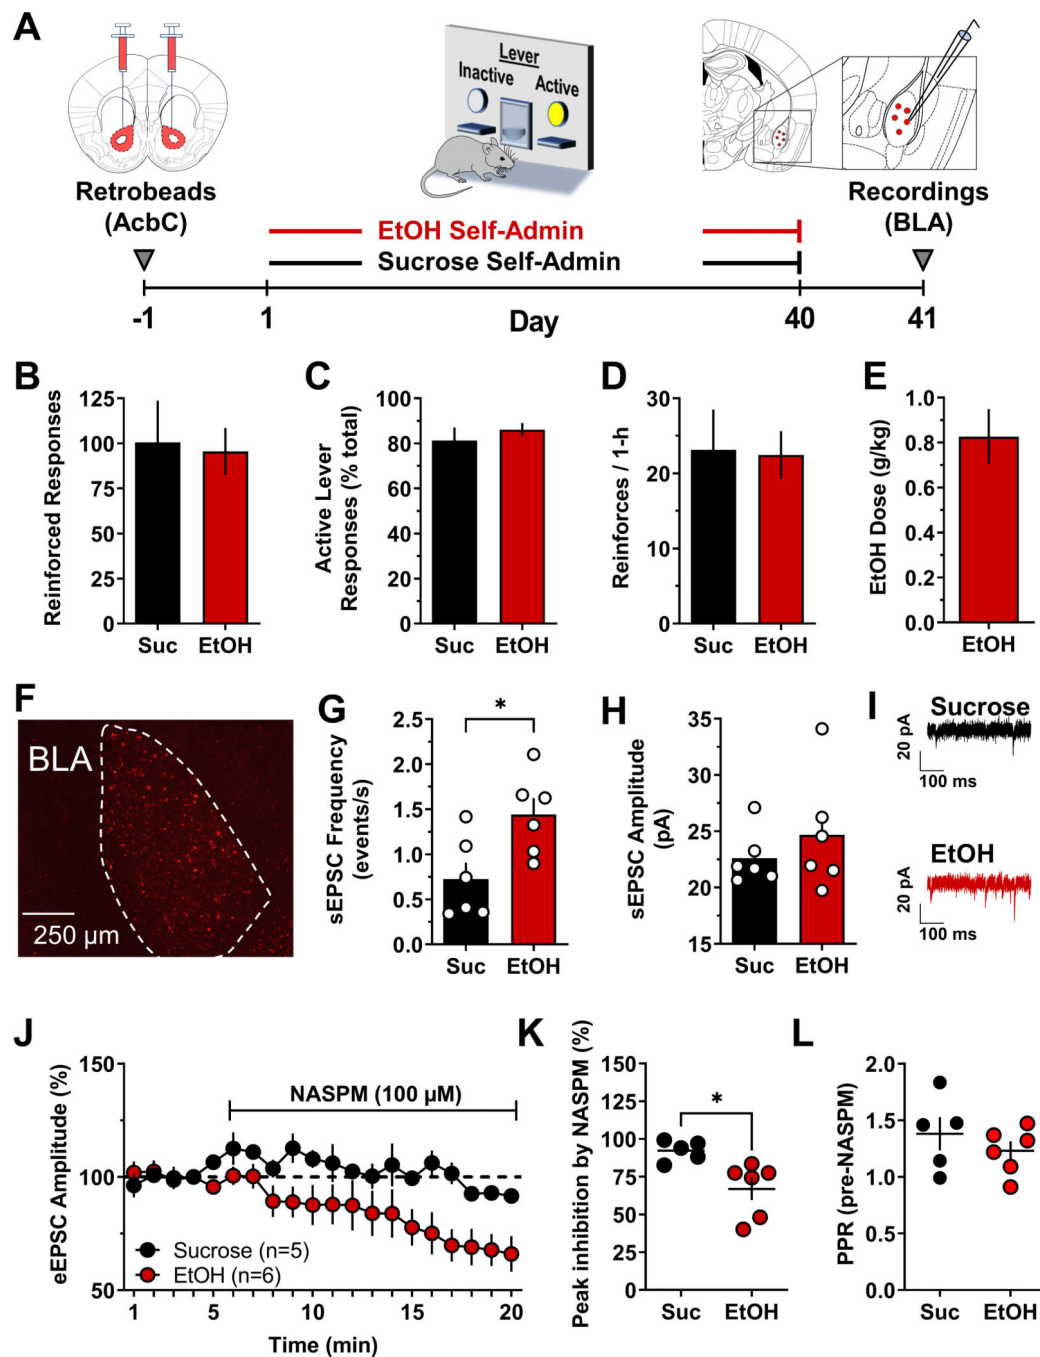 A
Lever
Inactive
Active
Retrobeads
(AcbC)
Recordings
(BLA)
EtOH Self-Admin
Sucrose Self-Admin
-1
1
Day
40
41
B
Reinforced Responses
125
100
75
50
25
0
Suc
EtOH
C
Active Lever
Responses (% total)
100
80
60
40
20
0
Suc
EtOH
D
Reinforces / 1-h
30
20
10
0
Suc
EtOH
E
EtOH Dose (g/kg)
1.0
0.8
0.6
0.4
0.2
0.0
EtOH
F
BLA
250 µm
G
sEPSC Frequency
(events/s)
2.5
2.0
1.5
1.0
0.5
0.0
*
Suc
EtOH
H
sEPSC Amplitude
(pA)
35
30
25
20
15
Suc
EtOH
I
Sucrose
20 pA
100 ms
EtOH
20 pA
100 ms
J
eEPSC Amplitude (%)
150
100
50
NASPM (100 µM)
Sucrose (n=5)
EtOH (n=6)
1
5
10
15
20
Time (min)
K
Peak inhibition by NASPM (%)
150
125
100
75
50
25
0
*
Suc
EtOH
L
PPR (pre-NASPM)
2.0
1.5
1.0
0.5
0.0
Suc
EtOH